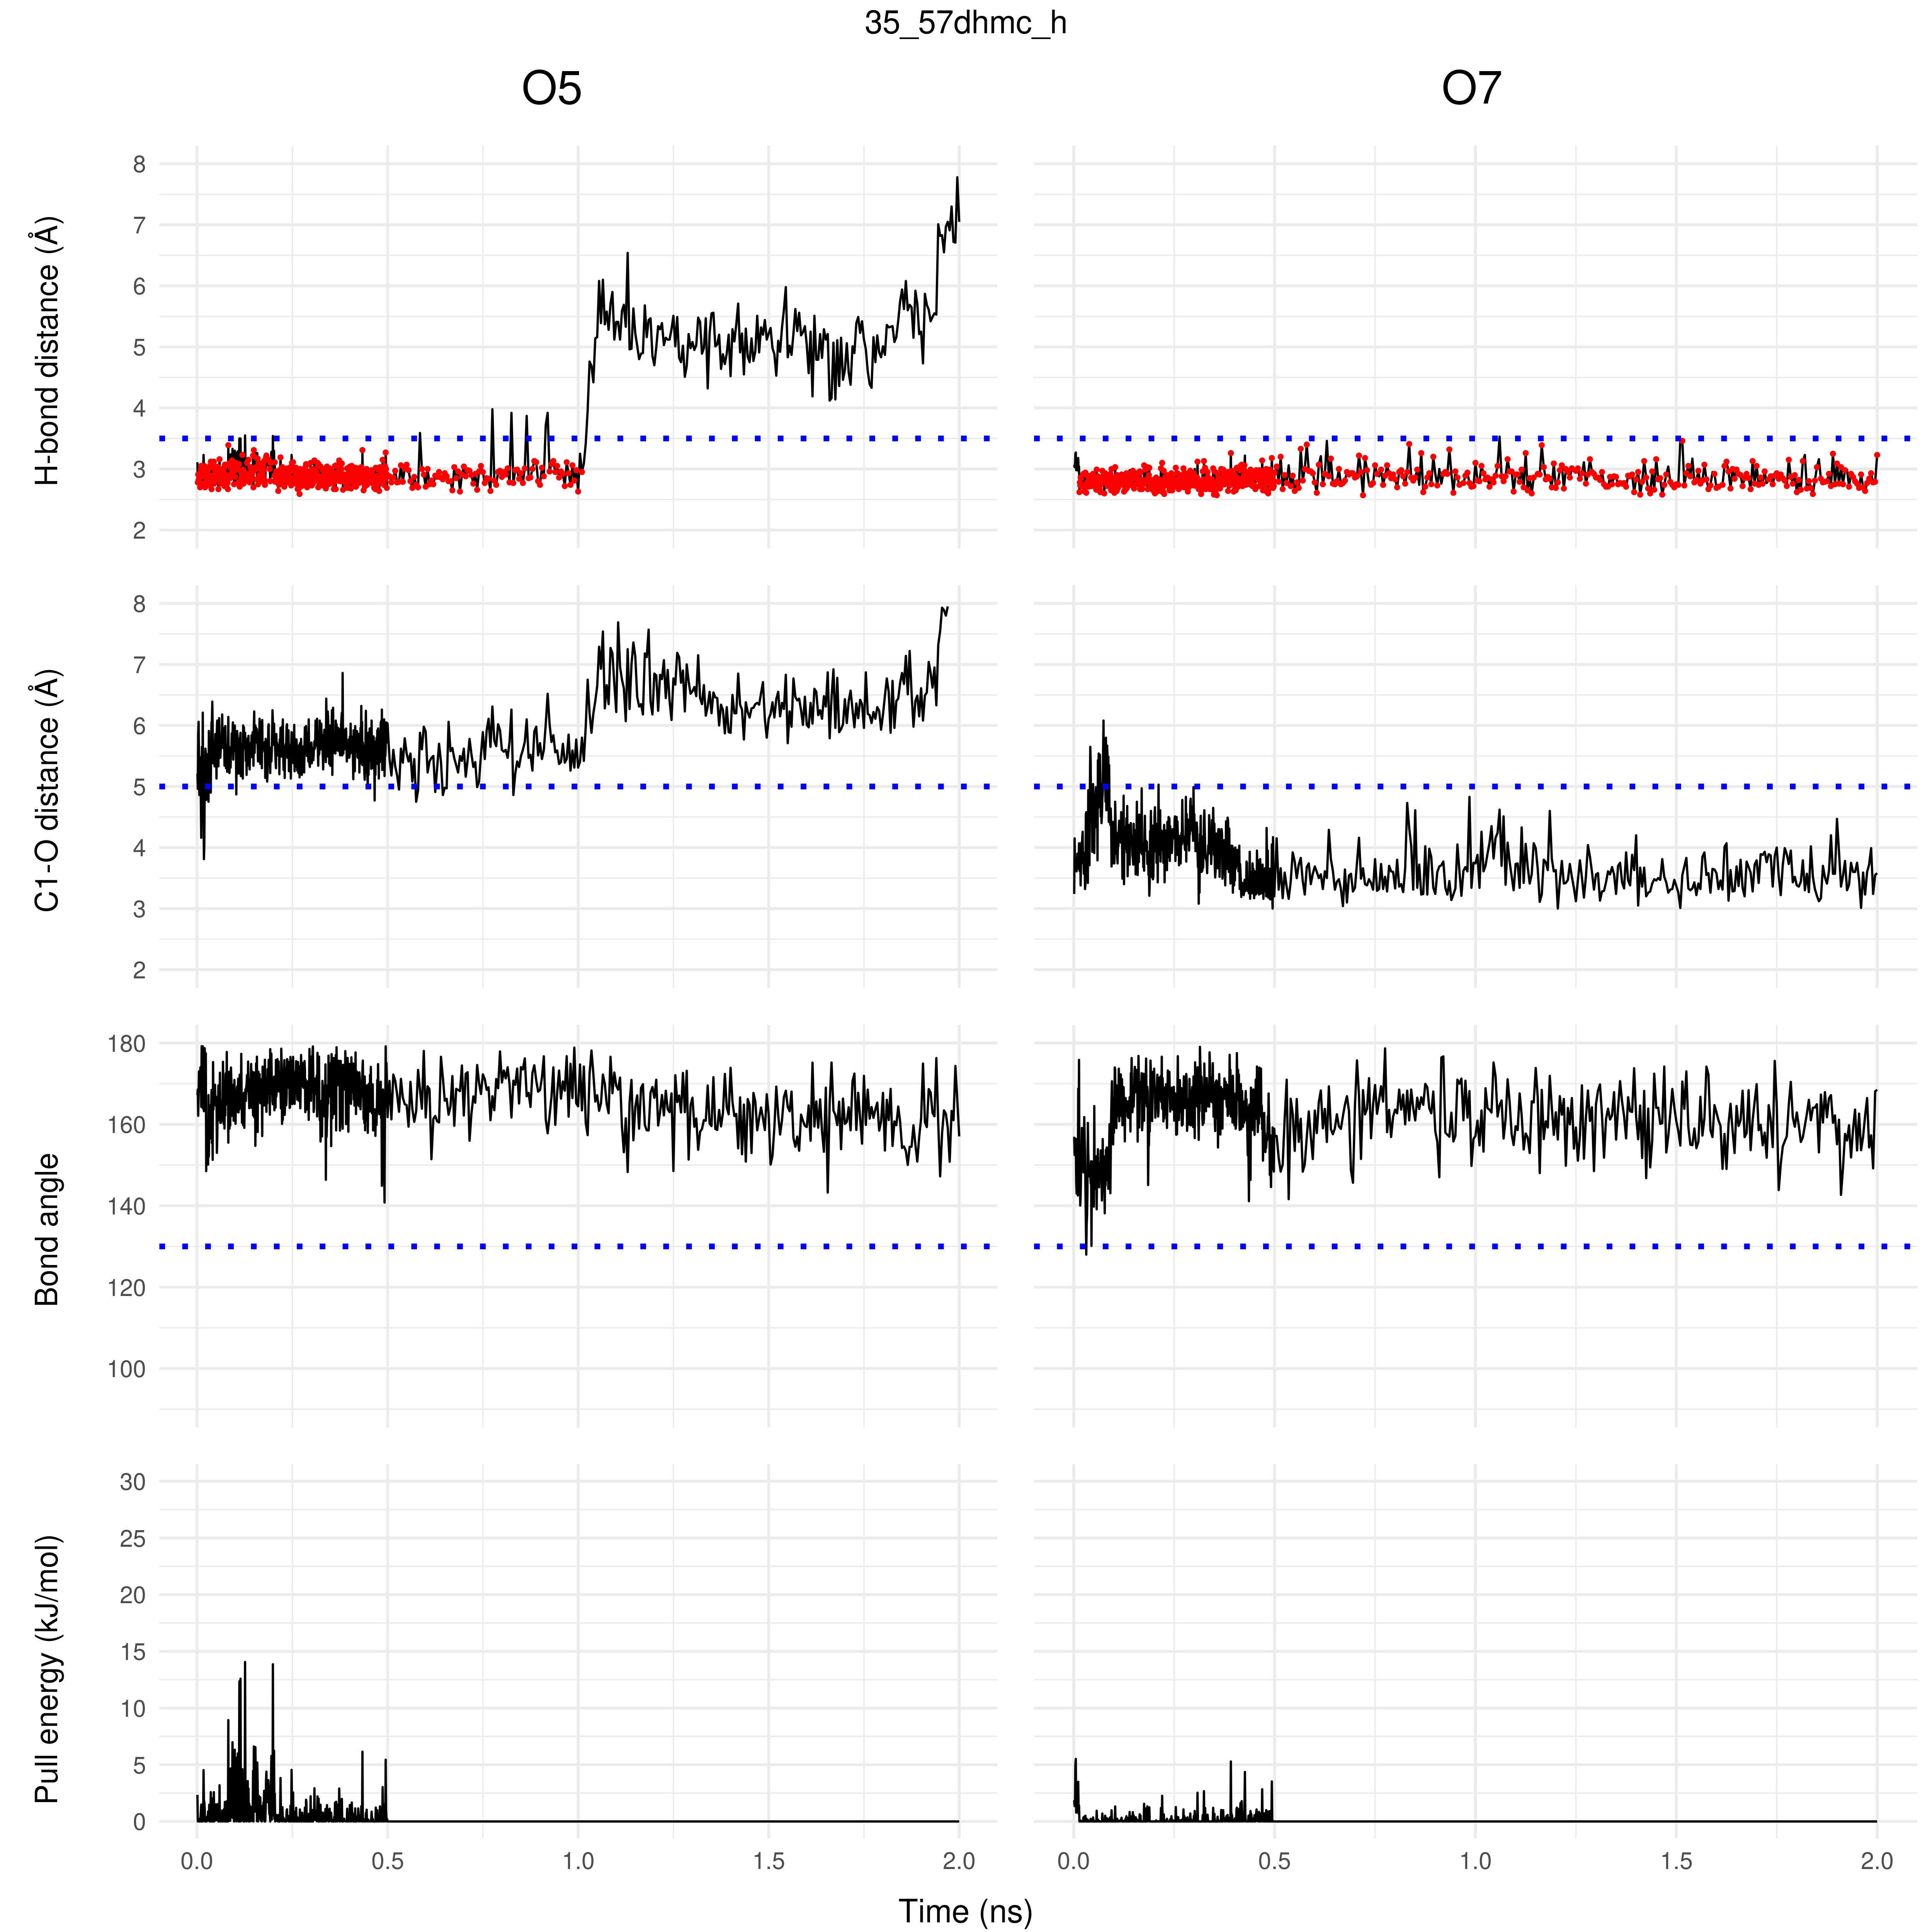 35_57dhmc_h
O5
O7
H-bond distance (Å)
8
7
6
5
4
3
2
C1-O distance (Å)
8
7
6
5
4
3
2
Bond angle
180
160
140
120
100
Pull energy (kJ/mol)
30
25
20
15
10
5
0
0.0 0.5 1.0 1.5 2.0
0.0 0.5 1.0 1.5 2.0
Time (ns)